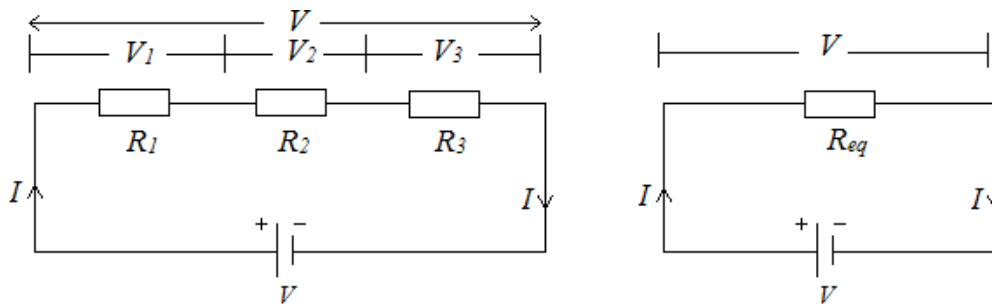 V
V1 V2 V3
R1 R2 R3
I I
+ −
V
V
Req
I I
+ −
V